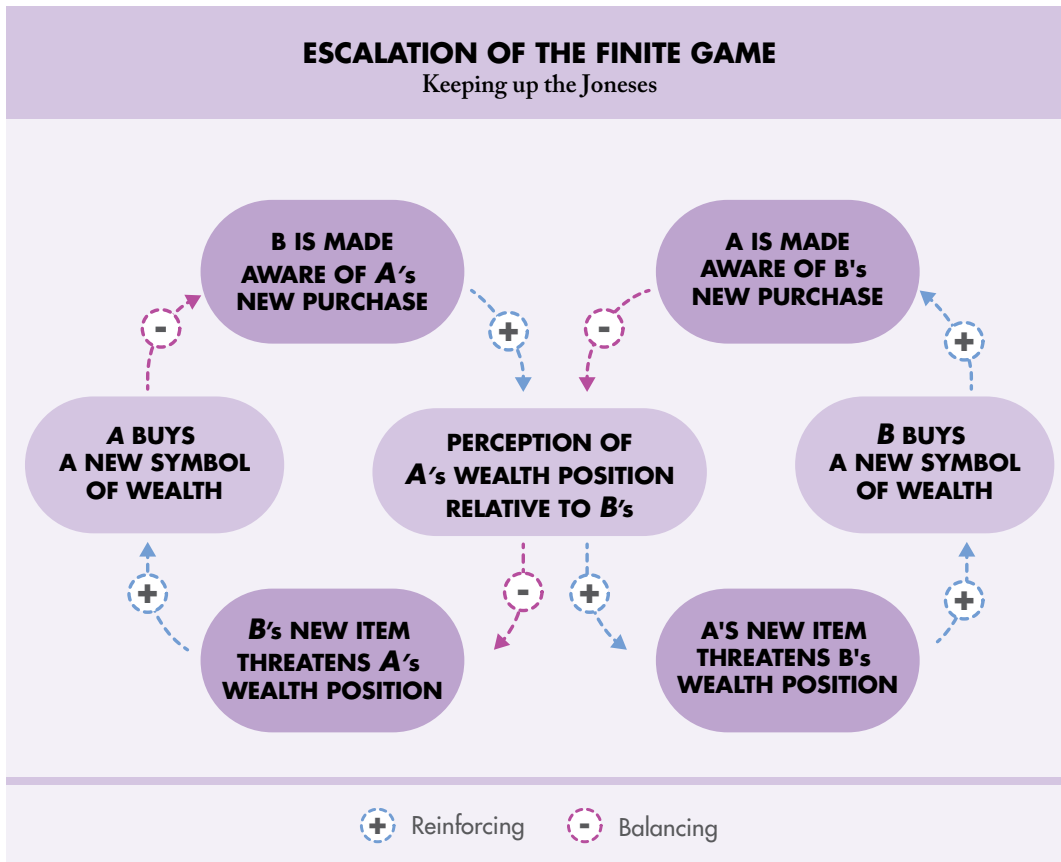 ESCALATION OF THE FINITE GAME
Keeping up the Joneses
B IS MADE
AWARE OF A's
NEW PURCHASE
A IS MADE
AWARE OF B's
NEW PURCHASE
-
+
-
+
A BUYS
A NEW SYMBOL
OF WEALTH
PERCEPTION OF
A's WEALTH POSITION
RELATIVE TO B's
B BUYS
A NEW SYMBOL
OF WEALTH
+
-
+
+
B's NEW ITEM
THREATENS A's
WEALTH POSITION
A'S NEW ITEM
THREATENS B's
WEALTH POSITION
+ Reinforcing
- Balancing